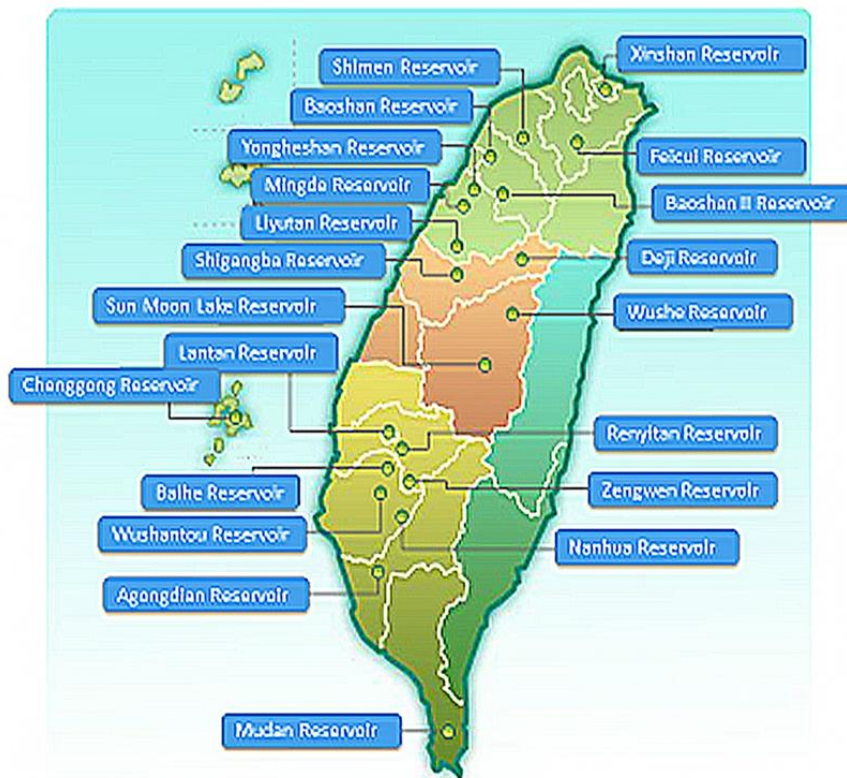 Xinshan Reservoir
Shimen Reservoir
Baoshan Reservoir
Yongheshan Reservoir
Feicui Reservoir
Mingde Reservoir
Baoshan II Reservoir
Liyutan Reservoir
Shigangba Reservoir
Deji Reservoir
Sun Moon Lake Reservoir
Wushe Reservoir
Lantan Reservoir
Chenggong Reservoir
Renyitan Reservoir
Baihe Reservoir
Zengwen Reservoir
Wushantou Reservoir
Nanhua Reservoir
Agongdian Reservoir
Mudan Reservoir